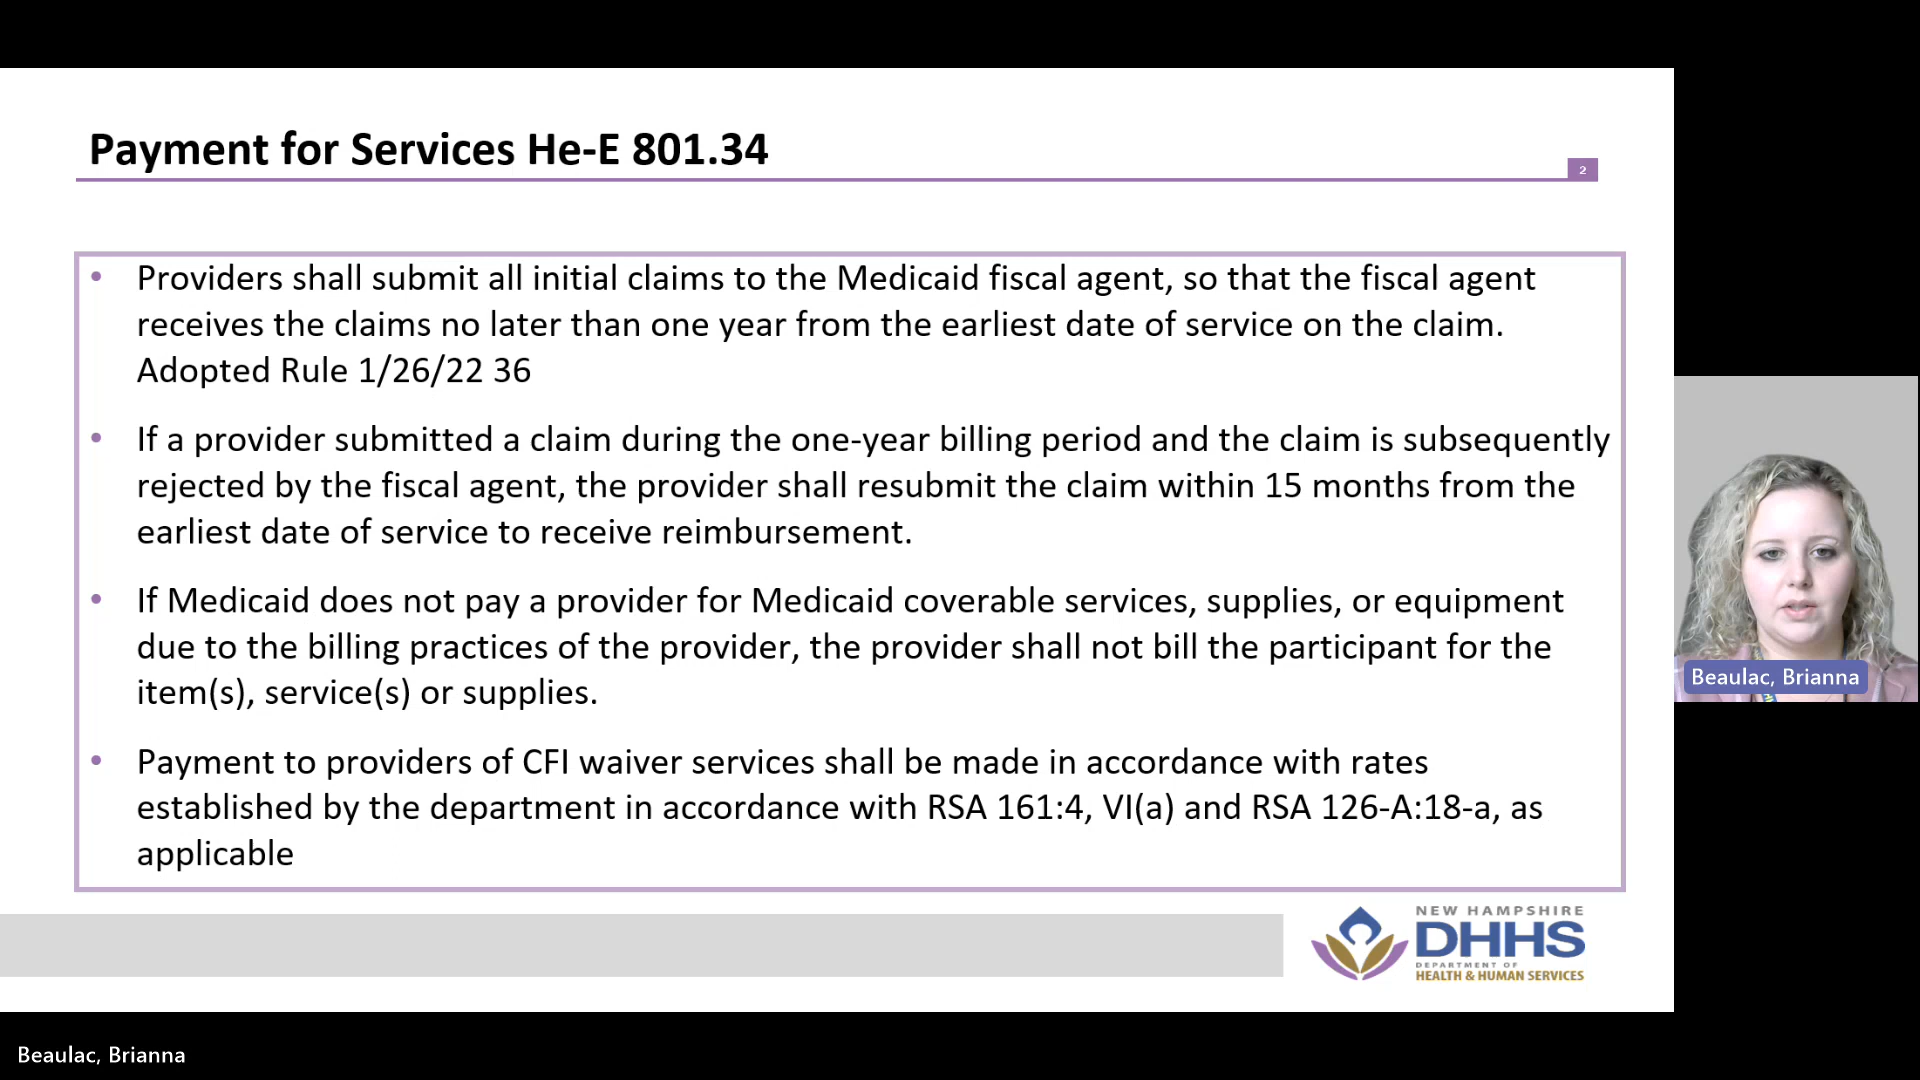 Payment for Services He-E 801.34
2
• Providers shall submit all initial claims to the Medicaid fiscal agent, so that the fiscal agent
receives the claims no later than one year from the earliest date of service on the claim.
Adopted Rule 1/26/22 36
• If a provider submitted a claim during the one-year billing period and the claim is subsequently
rejected by the fiscal agent, the provider shall resubmit the claim within 15 months from the
earliest date of service to receive reimbursement.
• If Medicaid does not pay a provider for Medicaid coverable services, supplies, or equipment
due to the billing practices of the provider, the provider shall not bill the participant for the
item(s), service(s) or supplies.
• Payment to providers of CFI waiver services shall be made in accordance with rates
established by the department in accordance with RSA 161:4, VI(a) and RSA 126-A:18-a, as
applicable
NEW HAMPSHIRE
DHHS
DEPARTMENT OF
HEALTH & HUMAN SERVICES
Beaulac, Brianna
Beaulac, Brianna